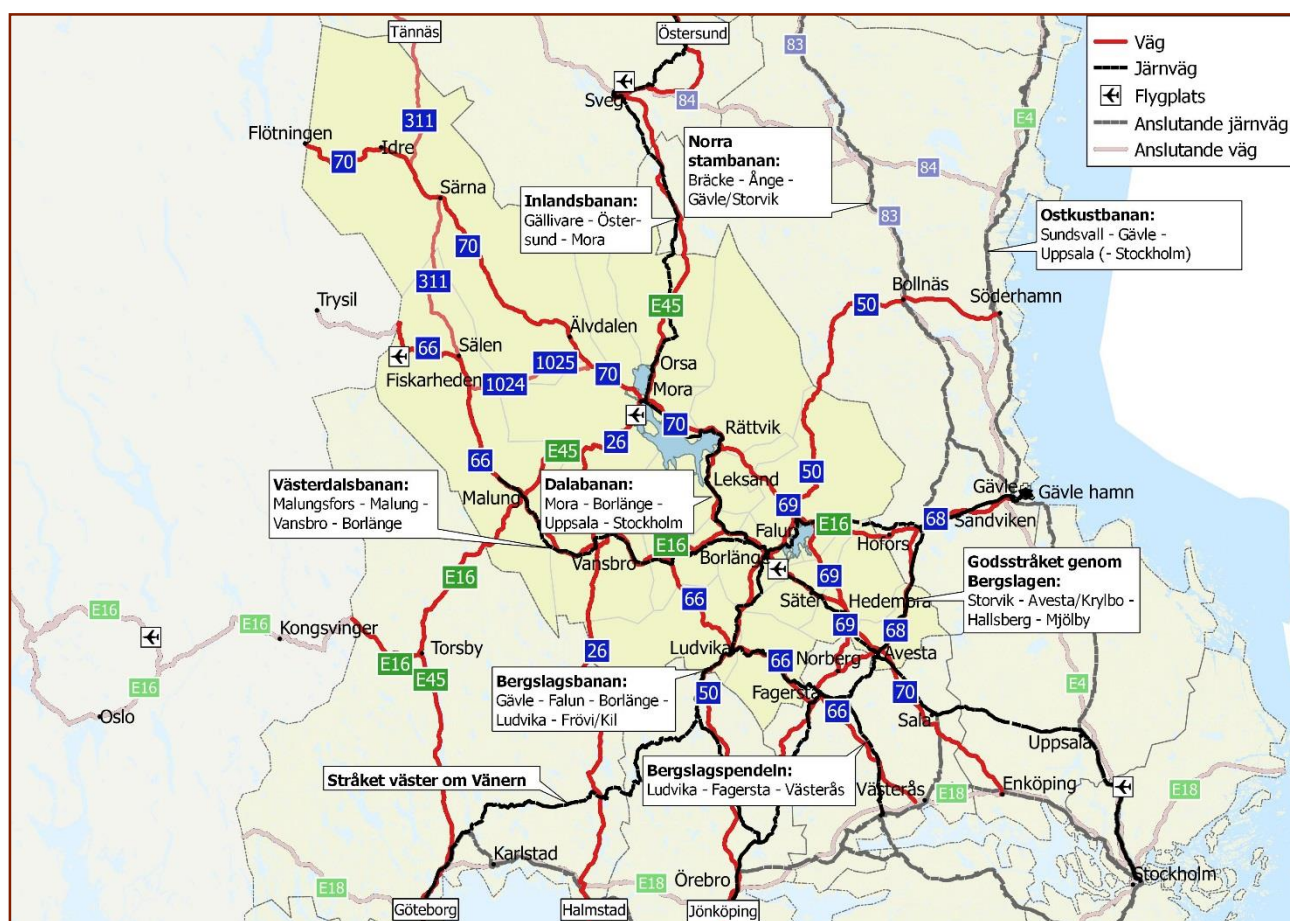 Tännäs
Östersund
83
Väg
Järnväg
Flygplats
Anslutande järnväg
Anslutande väg
Sveg
84
E4
311
Flötningen
70
Idre
Norra
stambanan:
Bräcke - Ånge -
Gävle/Storvik
84
Särna
Inlandsbanan:
Gällivare - Öster-
sund - Mora
83
Ostkustbanan:
Sundsvall - Gävle -
Uppsala (- Stockholm)
70
311
Trysil
E45
50
Bollnäs
Söderhamn
Älvdalen
66
Sälen
Fiskarheden
1024
1025
70
Orsa
Mora
70
Rättvik
26
E45
66
Västerdalsbanan:
Malungsfors - Malung -
Vansbro - Borlänge
Malung
Dalabanan:
Mora - Borlänge -
Uppsala - Stockholm
Leksand
50
69
Falun
E16
Gävle
Gävle hamn
68
Sandviken
Hofors
Vansbro
E16
Borlänge
E16
69
Godsstråket genom
Bergslagen:
Storvik - Avesta/Krylbo -
Hallsberg - Mjölby
Säter
Hedemora
66
E16
E16
Kongsvinger
Torsby
E16
E45
26
Ludvika
69
68
66
Norberg
Avesta
E16
Oslo
Bergslagsbanan:
Gävle - Falun - Borlänge -
Ludvika - Frövi/Kil
50
Fagersta
66
70
Sala
E4
Uppsala
Stråket väster om Vänern
Bergslagspendeln:
Ludvika - Fagersta - Västerås
Västerås
E18
Enköping
E18
Karlstad
E18
E18
Örebro
Stockholm
Göteborg
Halmstad
Jönköping